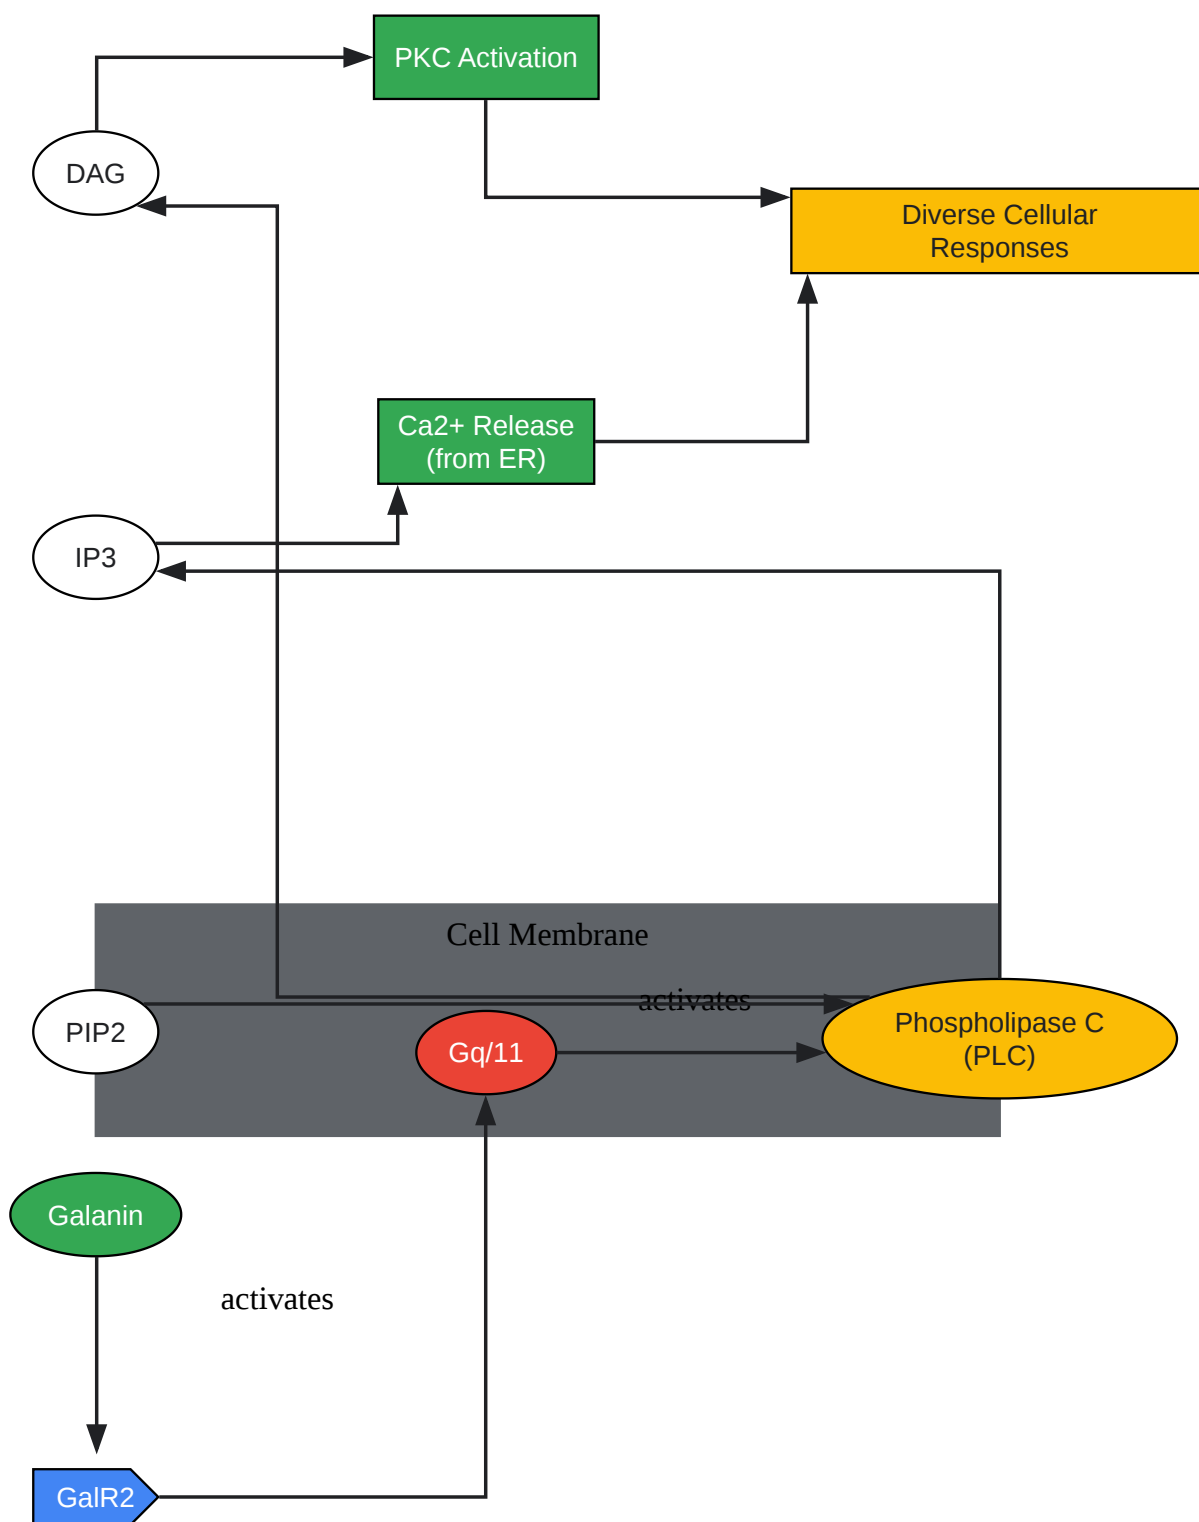 PKC Activation
DAG
Diverse Cellular
Responses
Ca2+ Release
(from ER)
IP3
Cell Membrane
activates
PIP2
Gq/11
Phospholipase C
(PLC)
Galanin
activates
GalR2